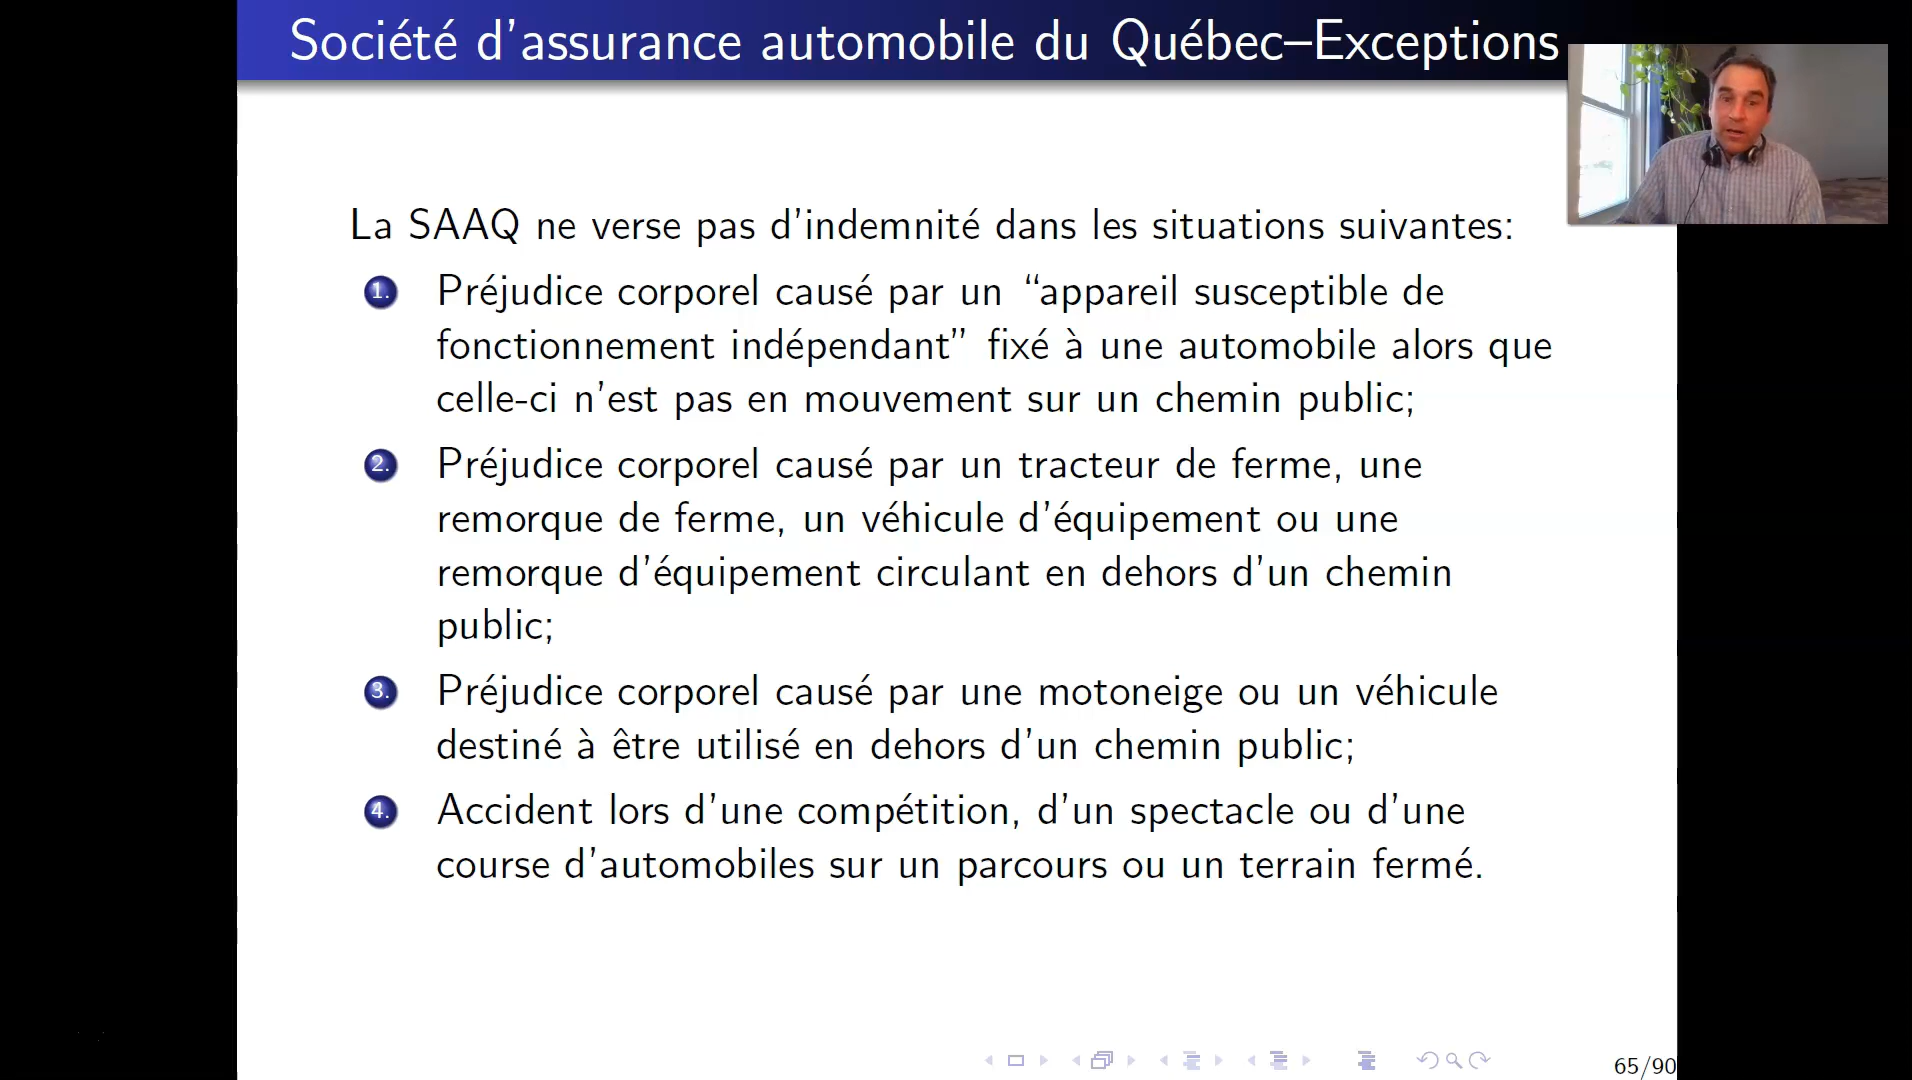 Société d'assurance automobile du Québec–Exceptions
La SAAQ ne verse pas d'indemnité dans les situations suivantes:
1. Préjudice corporel causé par un “appareil susceptible de
fonctionnement indépendant” fixé à une automobile alors que
celle-ci n'est pas en mouvement sur un chemin public;
2. Préjudice corporel causé par un tracteur de ferme, une
remorque de ferme, un véhicule d'équipement ou une
remorque d'équipement circulant en dehors d'un chemin
public;
3. Préjudice corporel causé par une motoneige ou un véhicule
destiné à être utilisé en dehors d'un chemin public;
4. Accident lors d'une compétition, d'un spectacle ou d'une
course d'automobiles sur un parcours ou un terrain fermé.
65/90